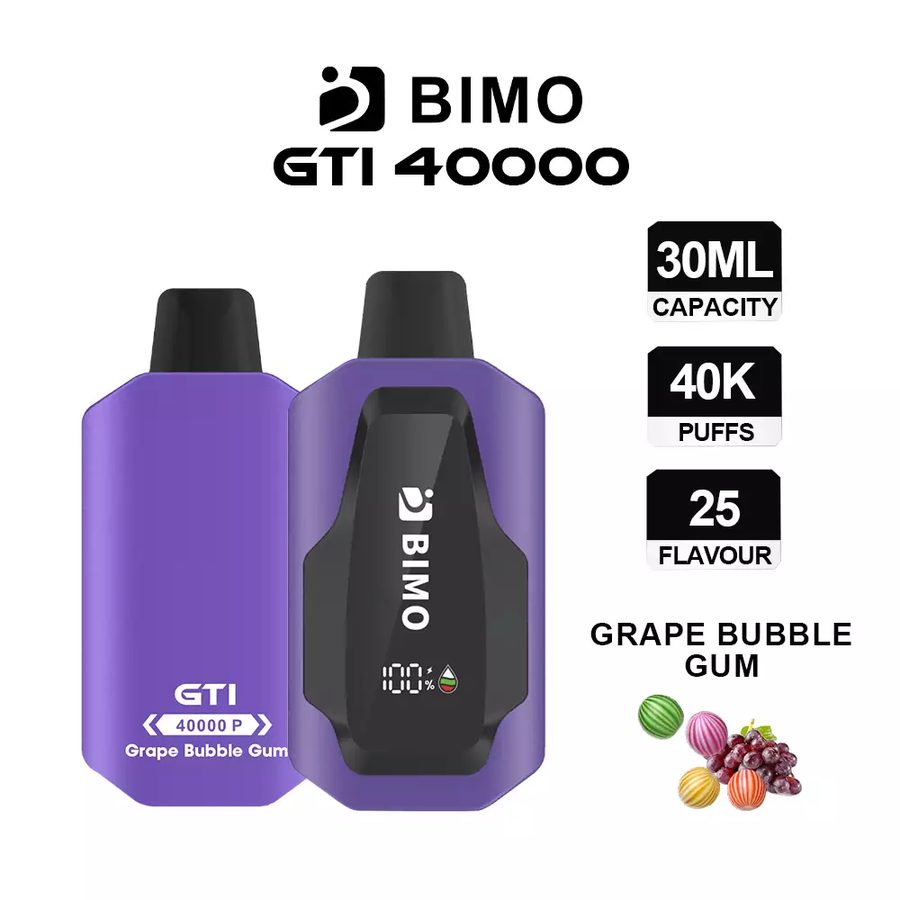 BIMO
GTI 40000
30ML
CAPACITY
40K
PUFFS
25
FLAVOUR
BIMO
100%
GTI
40000 P
Grape Bubble Gum
GRAPE BUBBLE
GUM